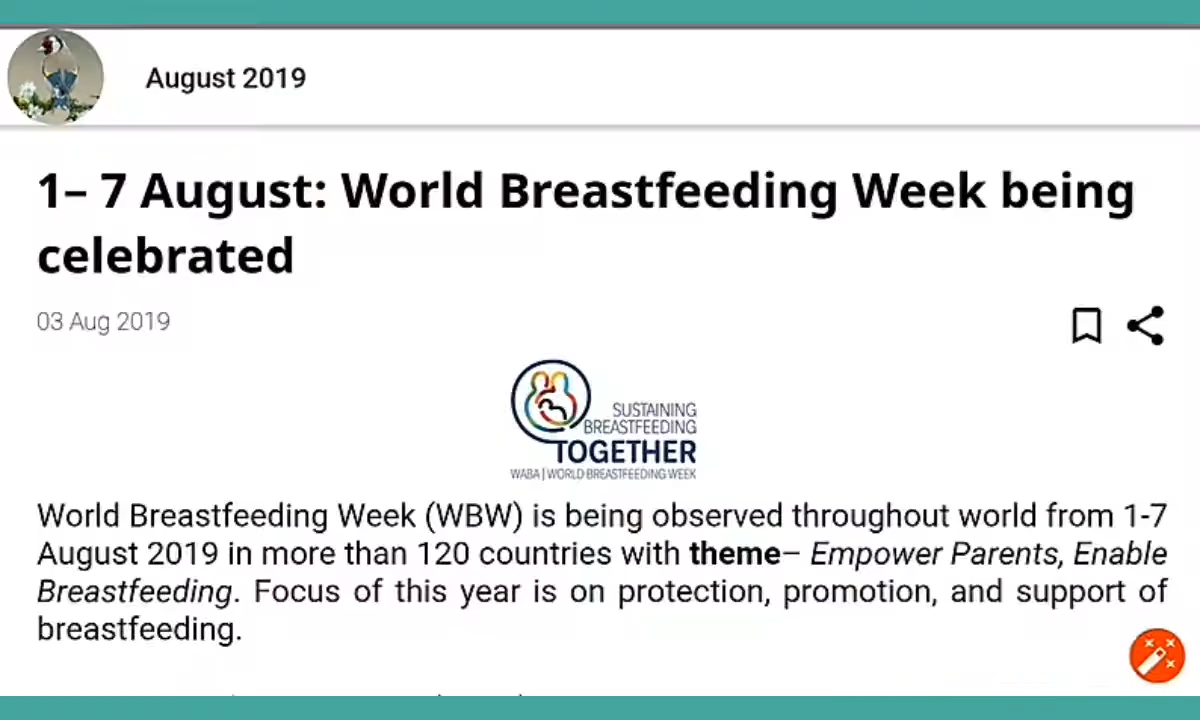 August 2019
1– 7 August: World Breastfeeding Week being
celebrated
03 Aug 2019
SUSTAINING
BREASTFEEDING
TOGETHER
WABA | WORLD BREASTFEEDING WEEK
World Breastfeeding Week (WBW) is being observed throughout world from 1-7
August 2019 in more than 120 countries with theme– Empower Parents, Enable
Breastfeeding. Focus of this year is on protection, promotion, and support of
breastfeeding.